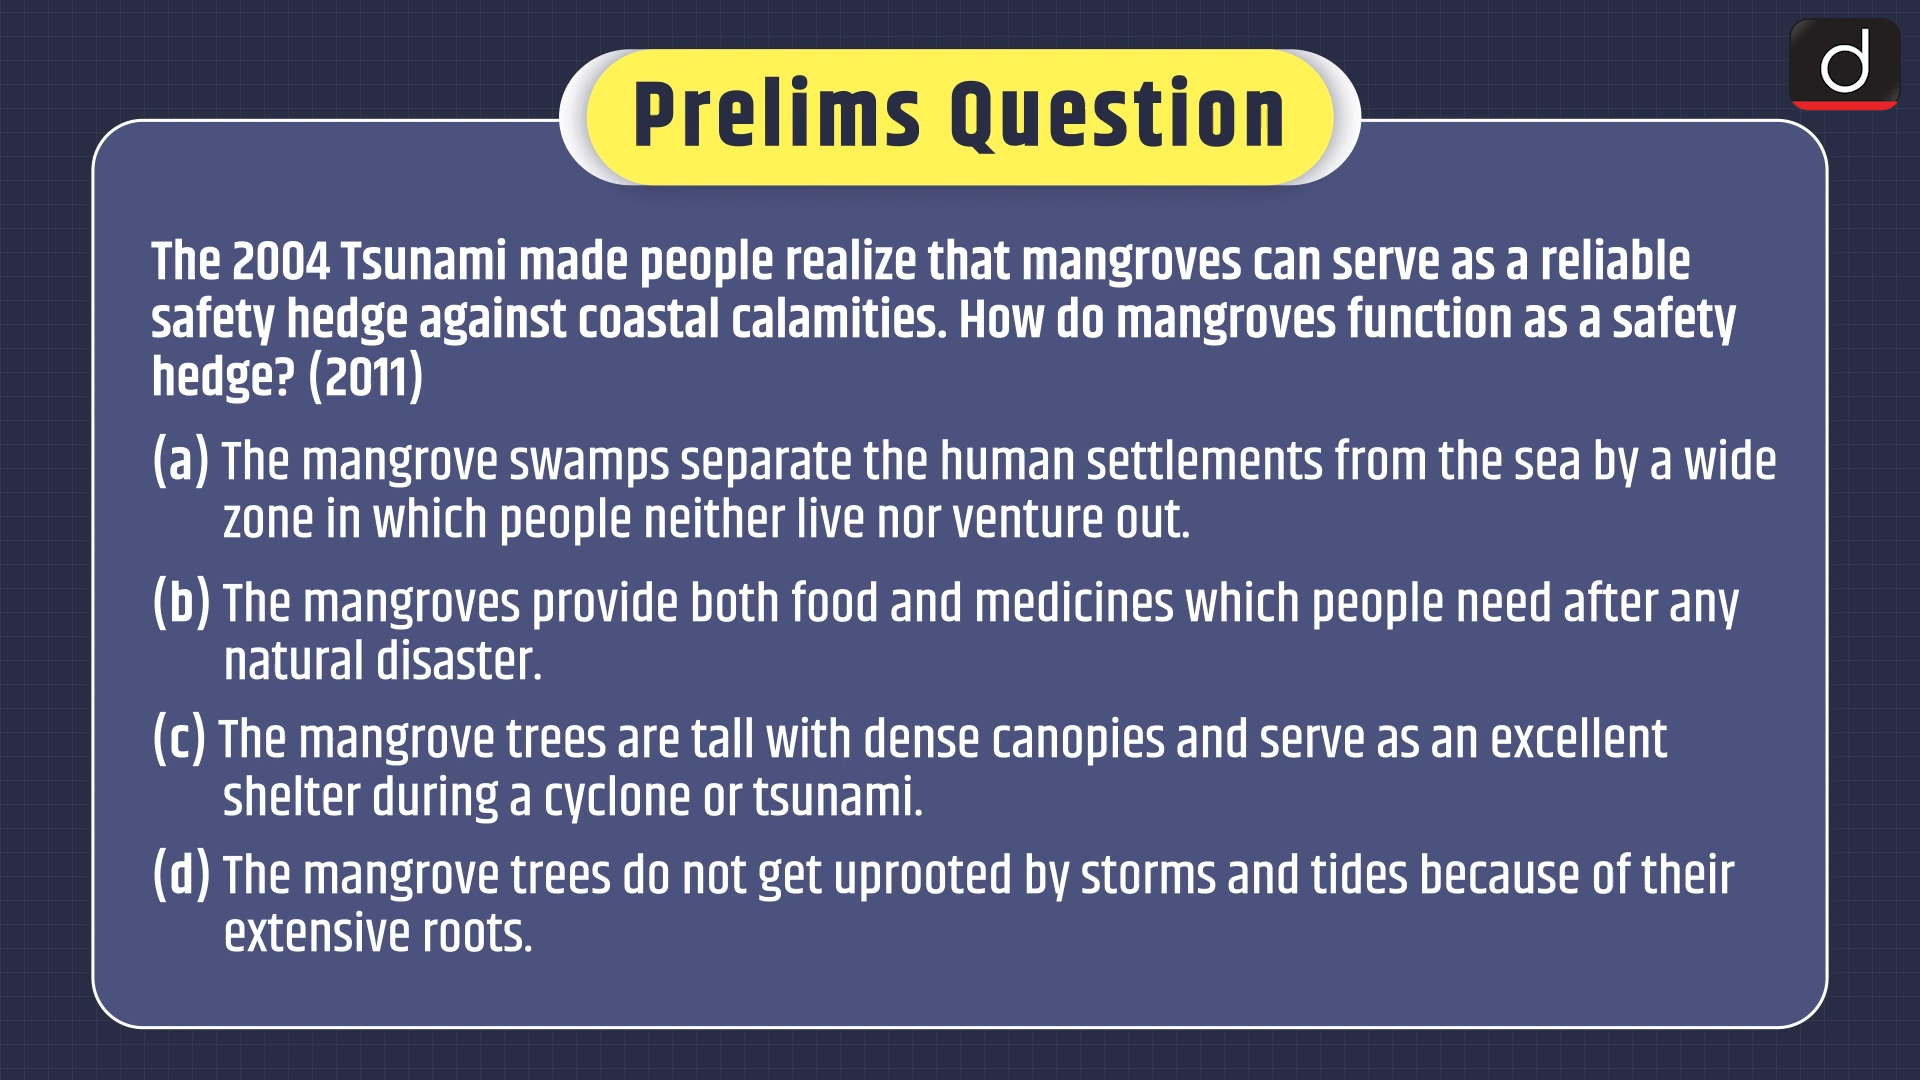 Prelims Question
d
The 2004 Tsunami made people realize that mangroves can serve as a reliable
safety hedge against coastal calamities. How do mangroves function as a safety
hedge? (2011)
(a) The mangrove swamps separate the human settlements from the sea by a wide
zone in which people neither live nor venture out.
(b) The mangroves provide both food and medicines which people need after any
natural disaster.
(c) The mangrove trees are tall with dense canopies and serve as an excellent
shelter during a cyclone or tsunami.
(d) The mangrove trees do not get uprooted by storms and tides because of their
extensive roots.